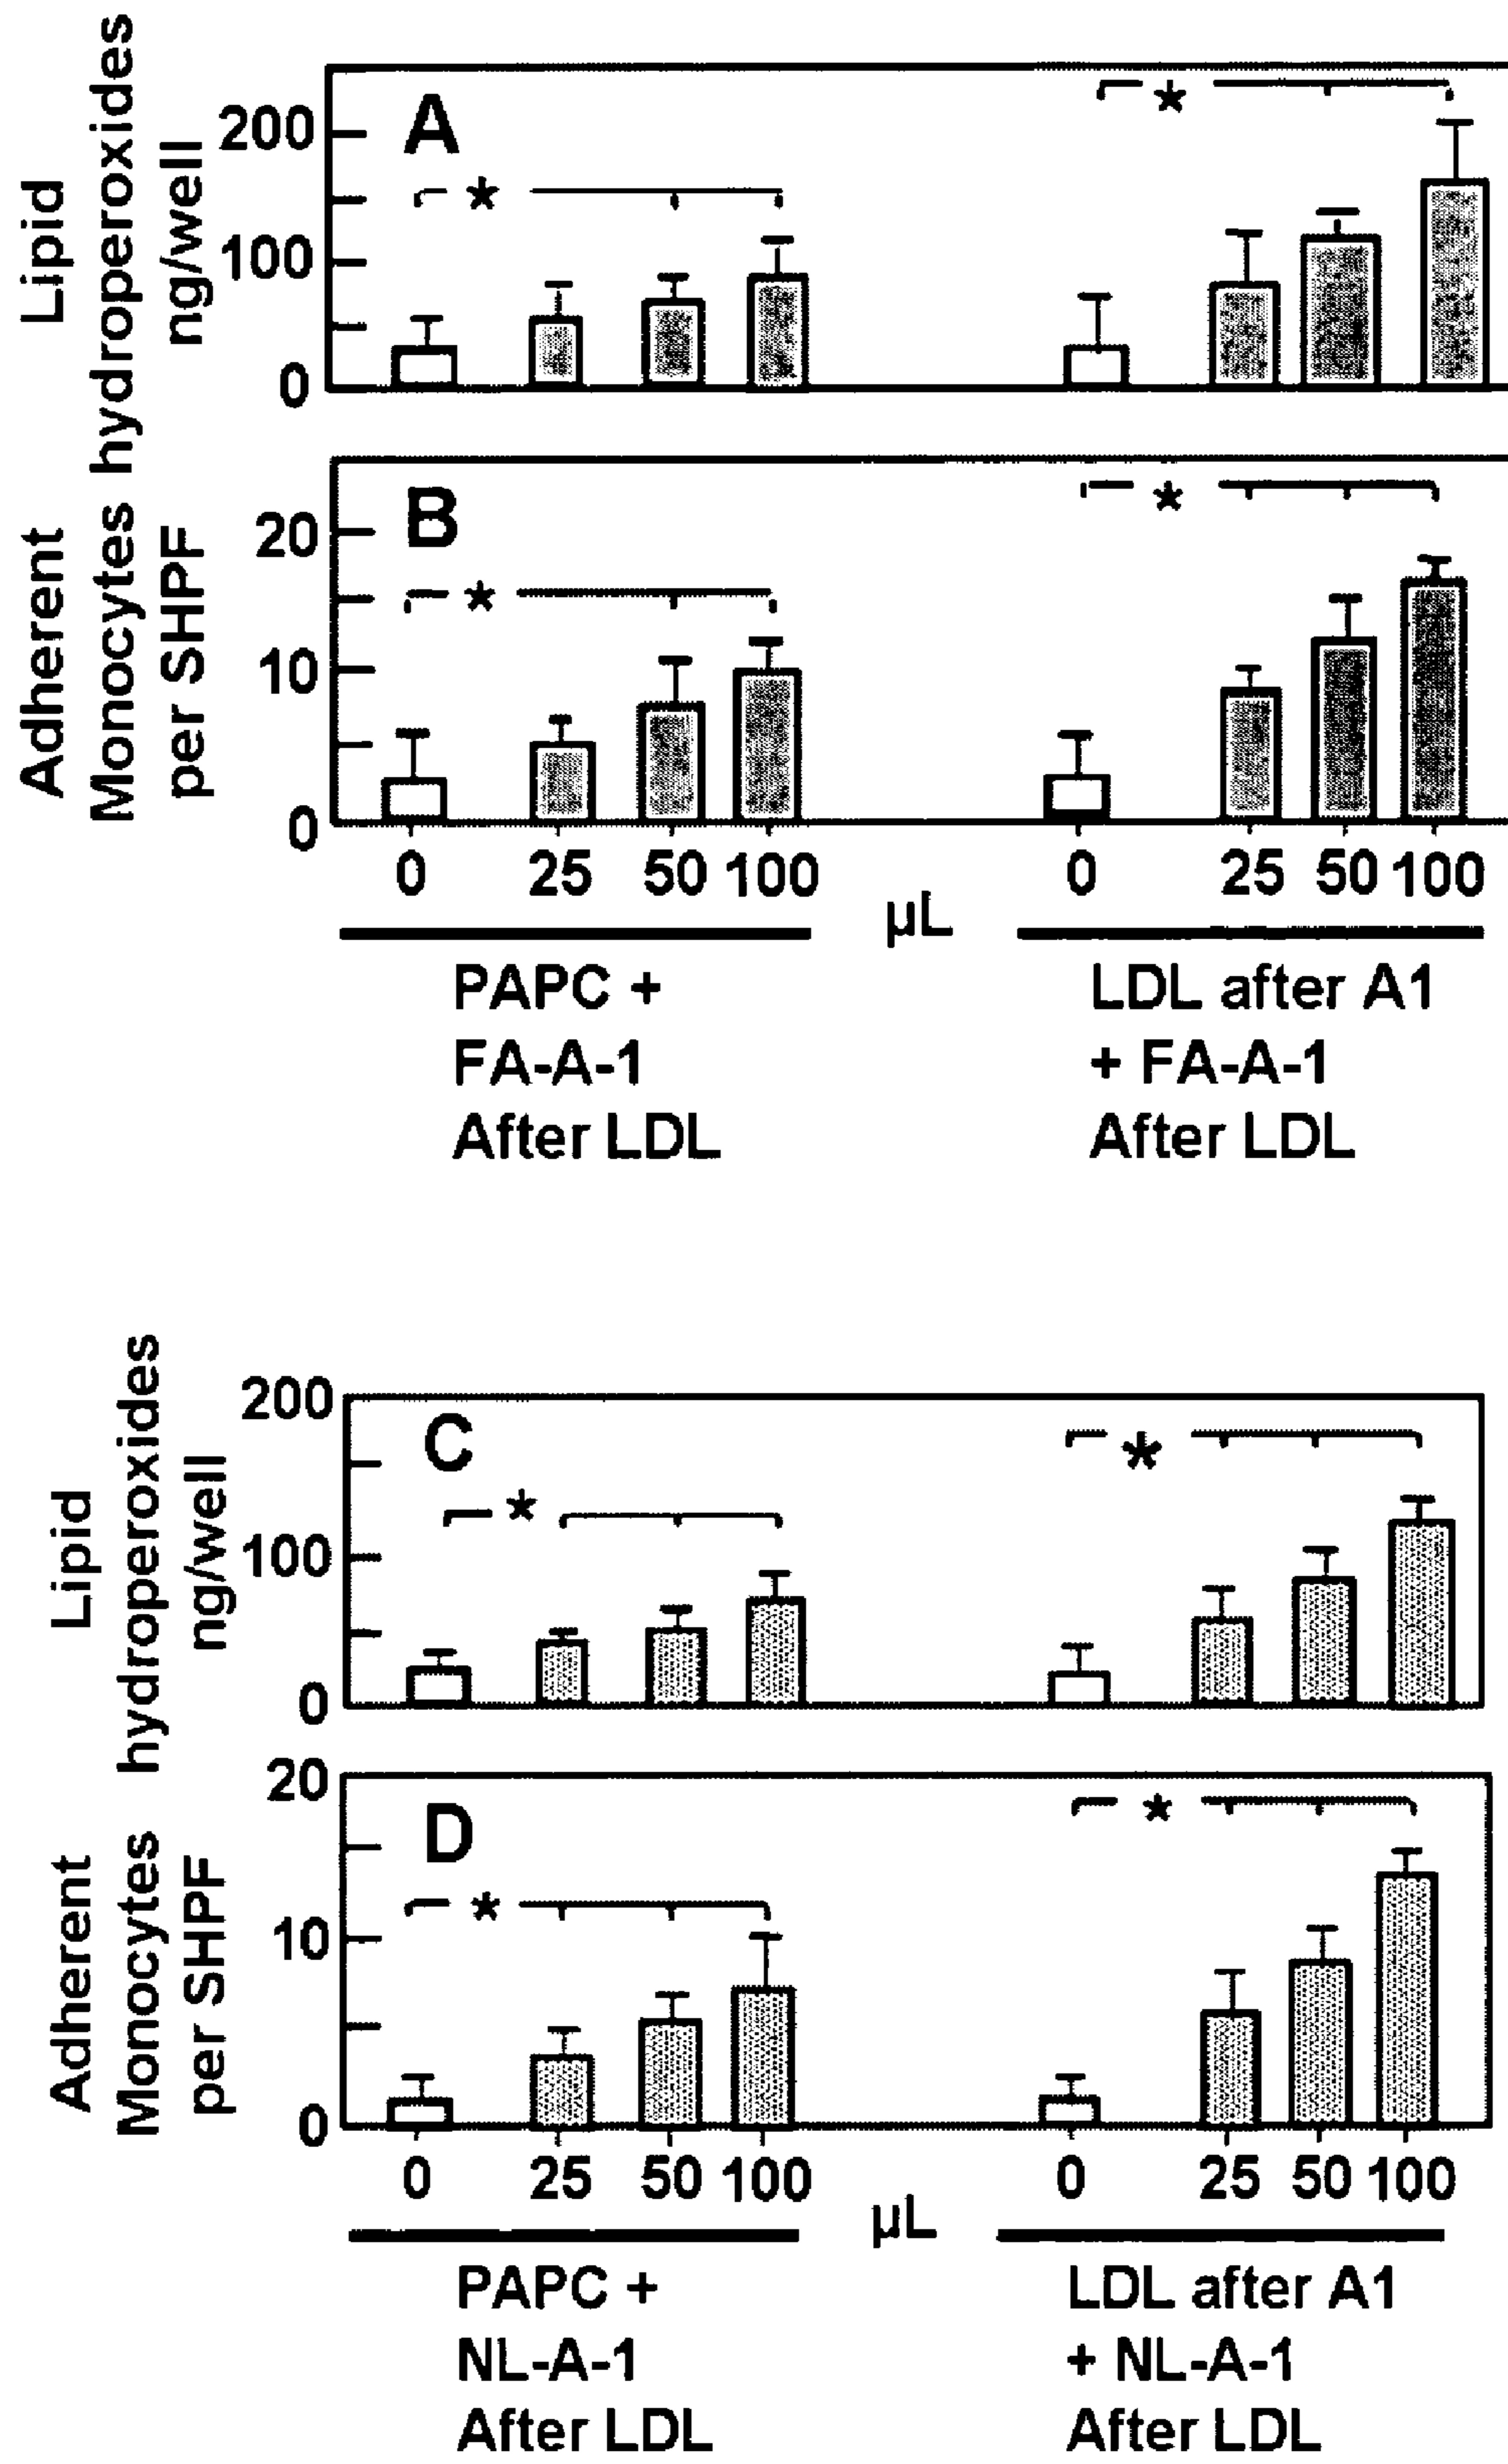 Lipid
hydroperoxides
ng/well
200
100
0
A
*
*
Adherent
Monocytes
per SHPF
20
10
0
B
*
*
0 25 50 100 µL 0 25 50 100
PAPC +
FA-A-1
After LDL
LDL after A1
+ FA-A-1
After LDL
Lipid
hydroperoxides
ng/well
200
100
0
C
*
*
Adherent
Monocytes
per SHPF
20
10
0
D
*
*
0 25 50 100 µL 0 25 50 100
PAPC +
NL-A-1
After LDL
LDL after A1
+ NL-A-1
After LDL